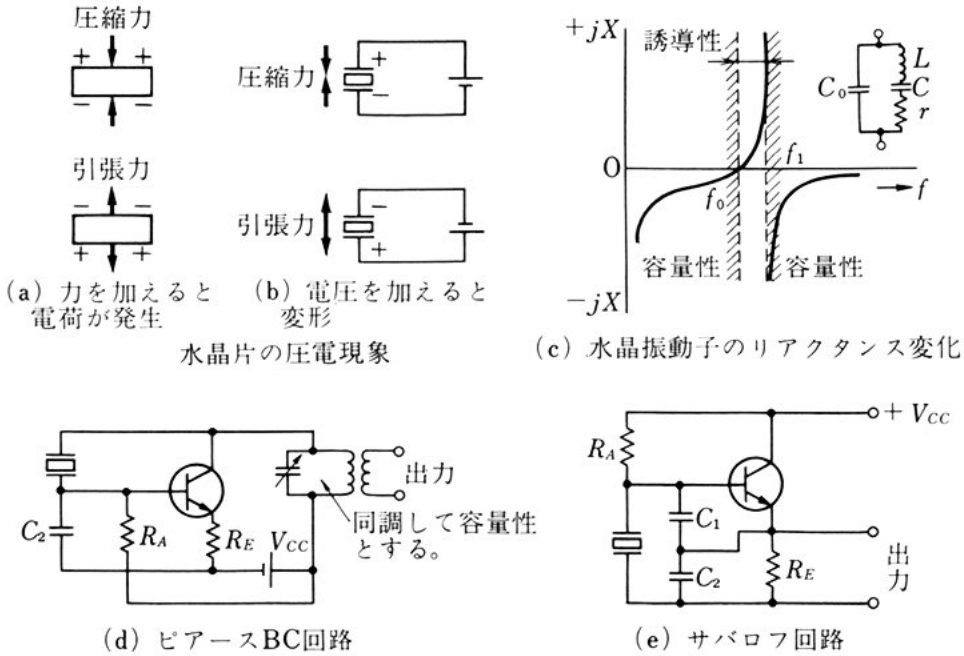 圧縮力
+ +
− −
引張力
− −
+ +
(a) 力を加えると
電荷が発生
圧縮力
+
−
引張力
−
+
(b) 電圧を加えると
変形
水晶片の圧電現象
+jX
誘導性
L
C₀
C
r
O
f₀
f₁
f
容量性
容量性
−jX
(c) 水晶振動子のリアクタンス変化
C₂
R_A
R_E
V_CC
出力
同調して容量性
とする。
(d) ピアースBC回路
+ V_CC
R_A
C₁
C₂
R_E
出力
(e) サバロフ回路